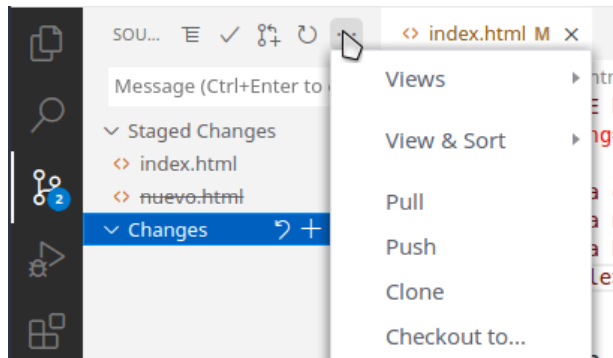 SOU...
index.html M
Message (Ctrl+Enter to
Staged Changes
index.html
nuevo.html
Changes
2
Views
View & Sort
Pull
Push
Clone
Checkout to...